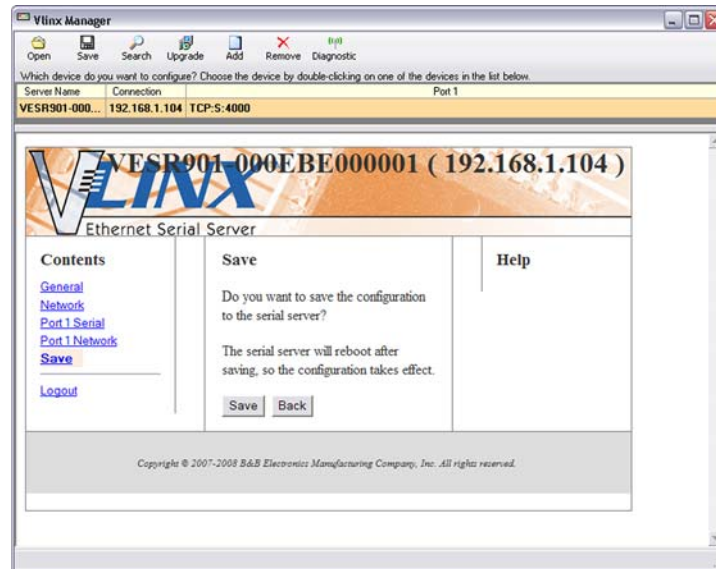 Vlinx Manager
Open Save Search Upgrade Add Remove Diagnostic
Which device do you want to configure? Choose the device by double-clicking on one of the devices in the list below.
Server Name Connection Port 1
VESR901-000... 192.168.1.104 TCP:S:4000
VESR901-000EBE000001 ( 192.168.1.104 )
VLINX
Ethernet Serial Server
Contents
General
Network
Port 1 Serial
Port 1 Network
Save
Logout
Save
Do you want to save the configuration
to the serial server?
The serial server will reboot after
saving, so the configuration takes effect.
Save Back
Help
Copyright © 2007-2008 B&B Electronics Manufacturing Company, Inc. All rights reserved.